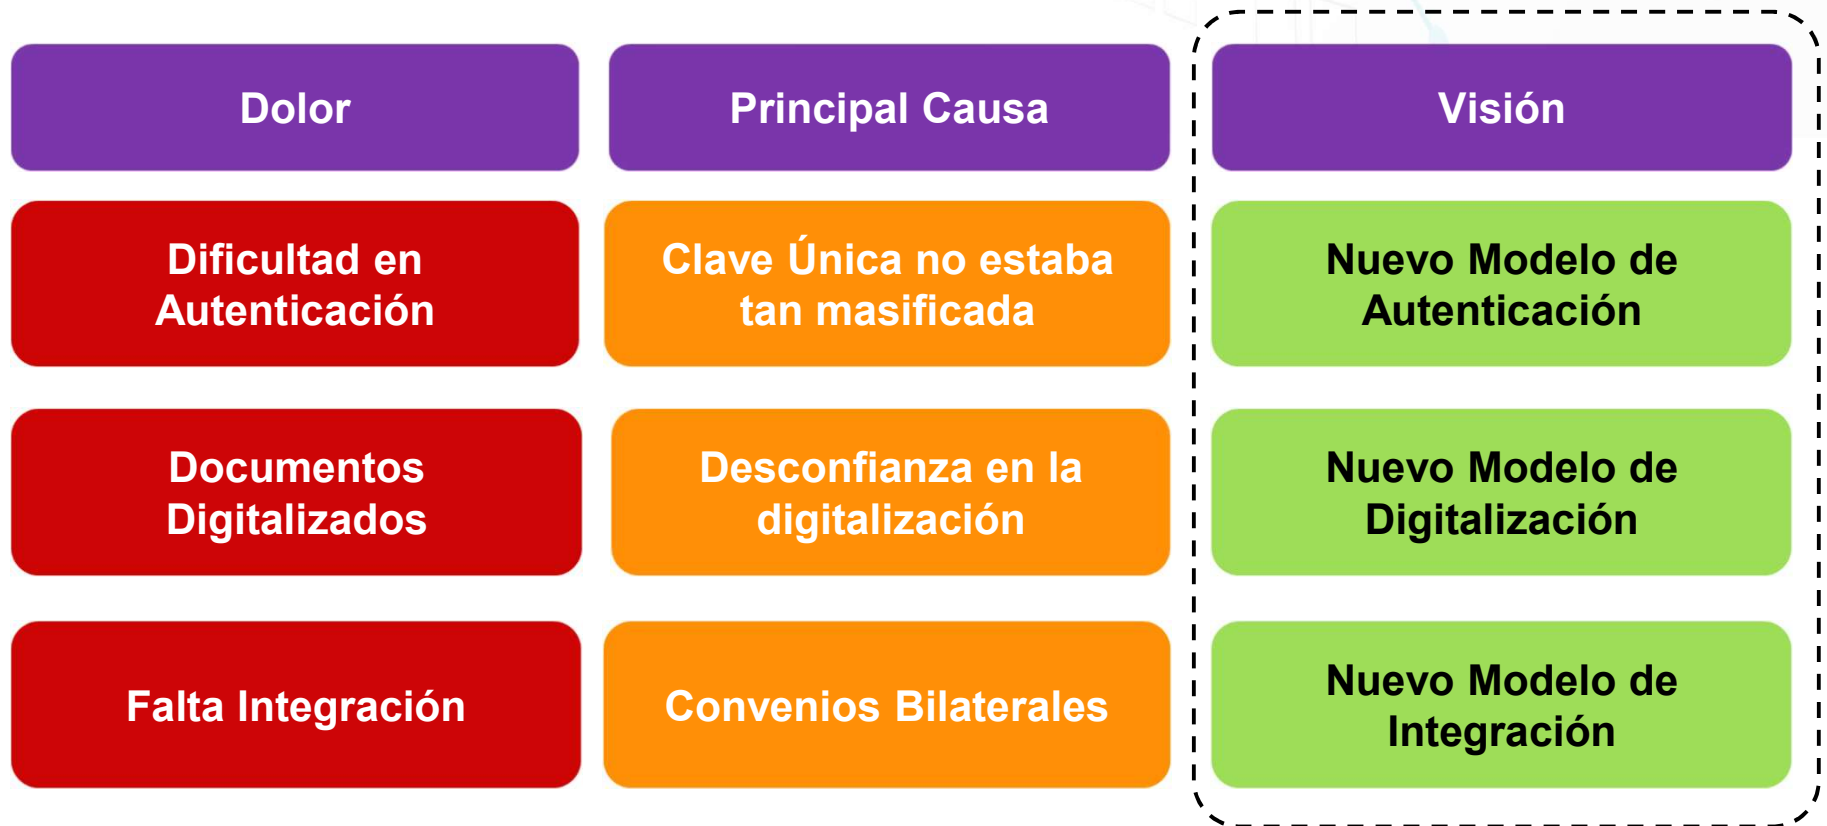 Dolor
Principal Causa
Visión
Dificultad en
Autenticación
Clave Única no estaba
tan masificada
Nuevo Modelo de
Autenticación
Documentos
Digitalizados
Desconfianza en la
digitalización
Nuevo Modelo de
Digitalización
Falta Integración
Convenios Bilaterales
Nuevo Modelo de
Integración